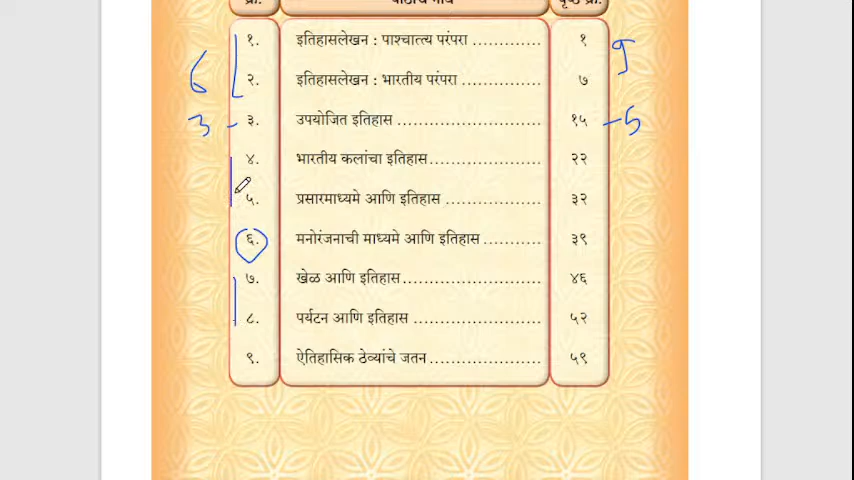 १. इतिहासलेखन : पाश्चात्य परंपरा .............. १
6 २. इतिहासलेखन : भारतीय परंपरा ................ ७
3 - ३. उपयोजित इतिहास ............................. १५ - 5
४. भारतीय कलांचा इतिहास ...................... २२
५. प्रसारमाध्यमे आणि इतिहास ................... ३२
६. मनोरंजनाची माध्यमे आणि इतिहास ............ ३९
७. खेळ आणि इतिहास ............................ ४६
८. पर्यटन आणि इतिहास ......................... ५२
९. ऐतिहासिक ठेव्यांचे जतन ...................... ५९